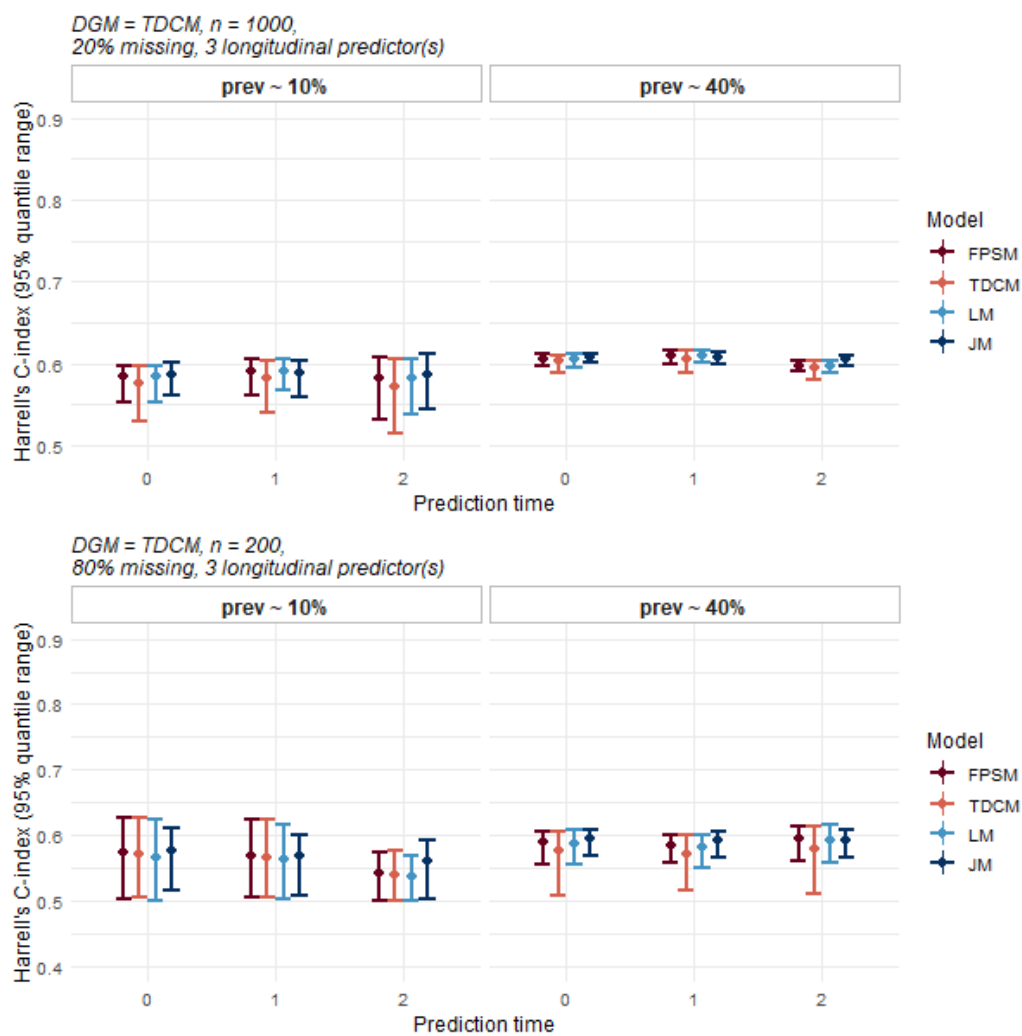 DGM = TDCM, n = 1000,
20% missing, 3 longitudinal predictor(s)
prev ~ 10%
prev ~ 40%
Harrell's C-index (95% quantile range)
0.9
0.8
0.7
0.6
0.5
0 1 2
0 1 2
Prediction time
Model
FPSM
TDCM
LM
JM
DGM = TDCM, n = 200,
80% missing, 3 longitudinal predictor(s)
prev ~ 10%
prev ~ 40%
Harrell's C-index (95% quantile range)
0.9
0.8
0.7
0.6
0.5
0.4
0 1 2
0 1 2
Prediction time
Model
FPSM
TDCM
LM
JM